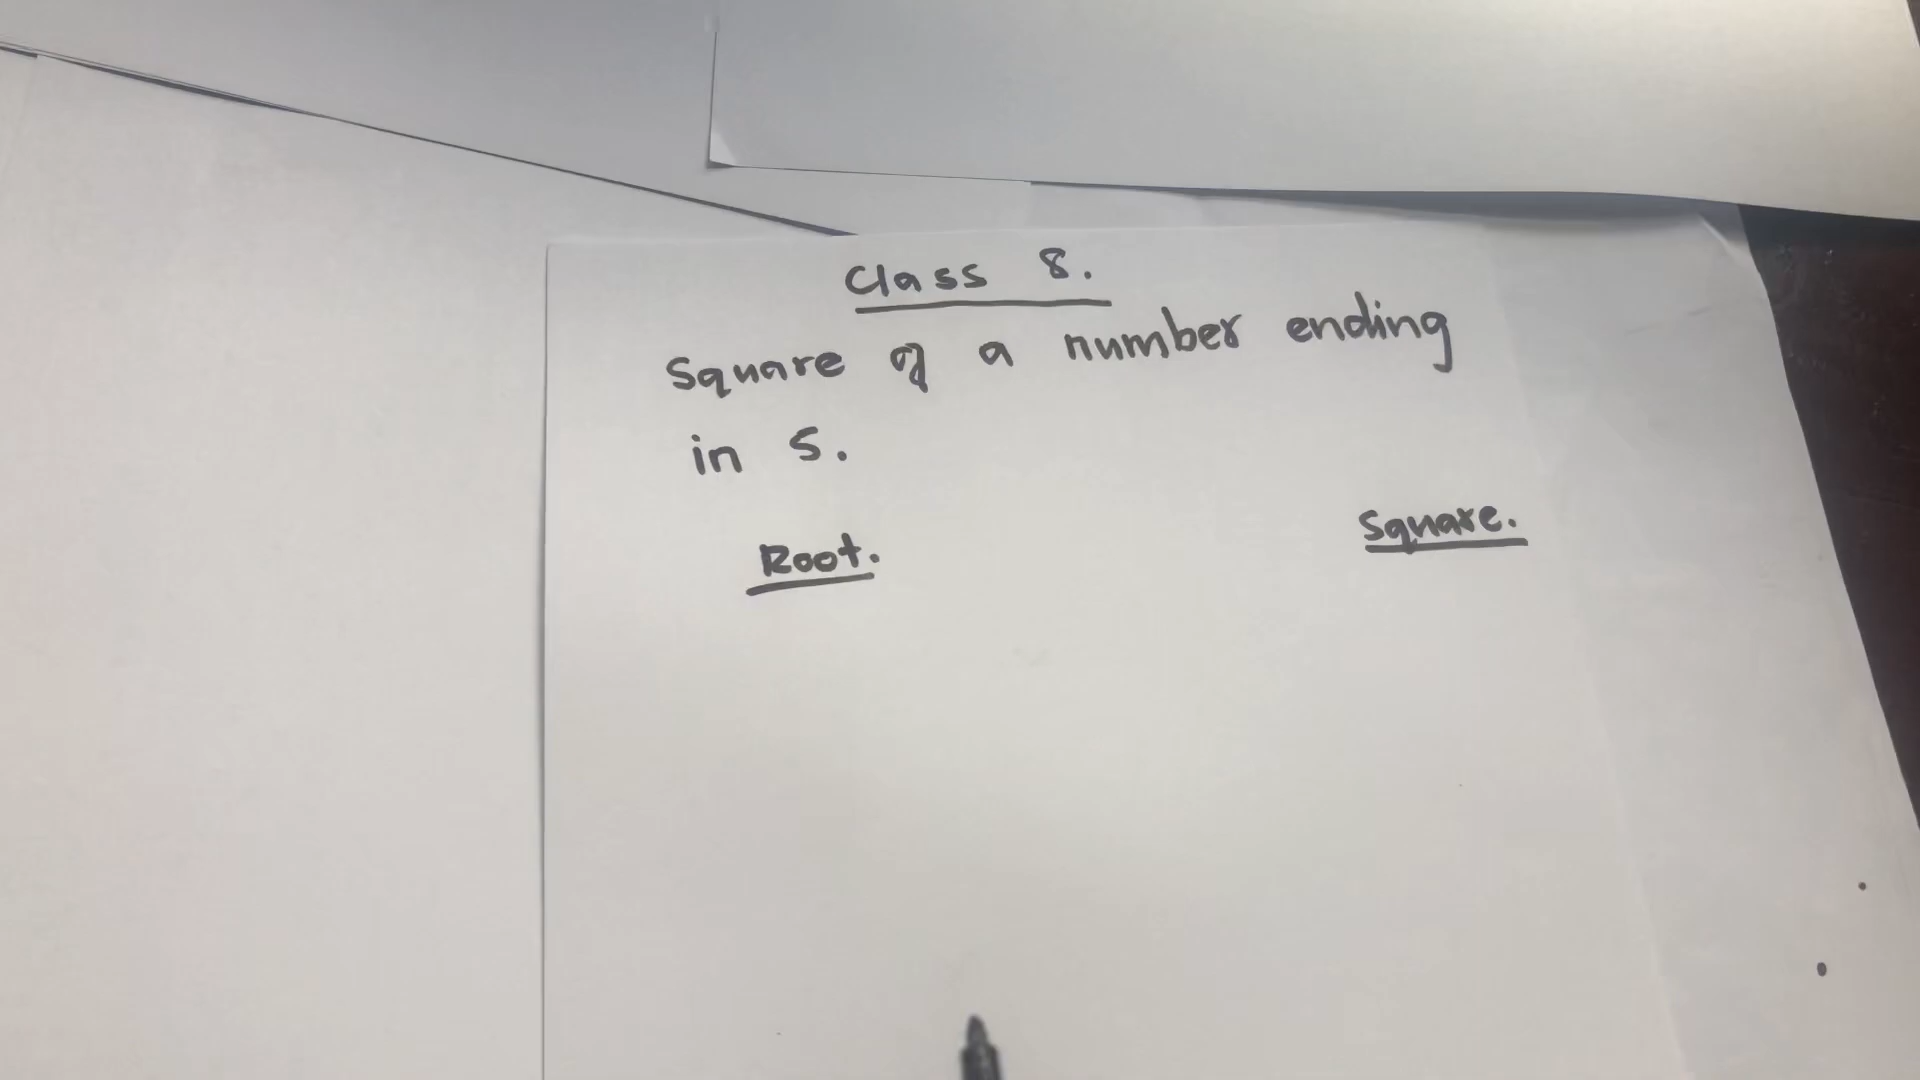 Class 8.
Square of a number ending
in 5.
Root.
Square.